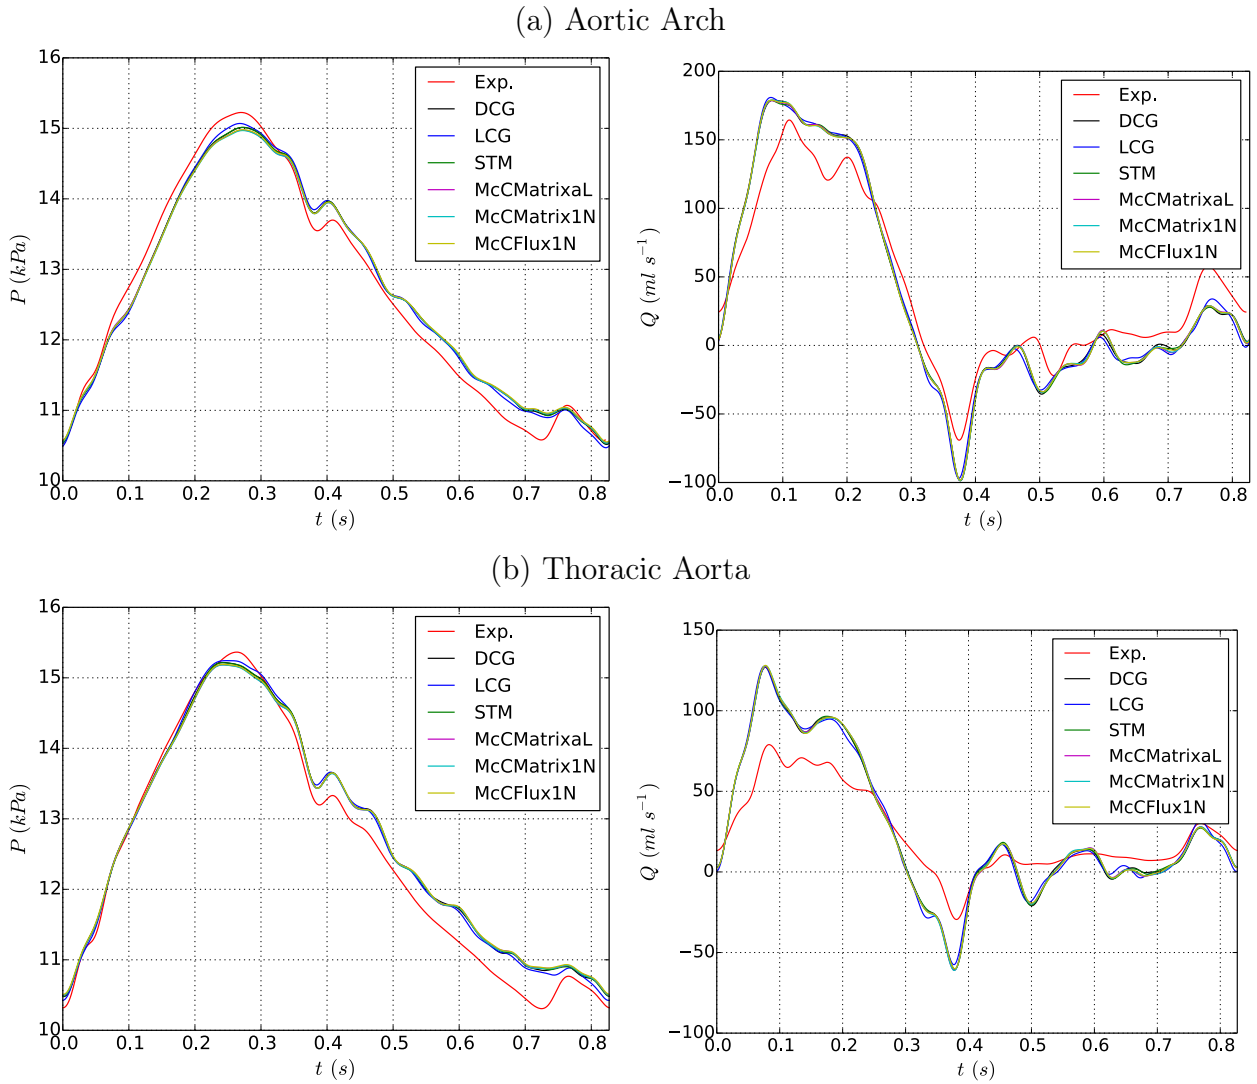 (a) Aortic Arch
16
15
14
13
12
11
10
P (kPa)
0.0 0.1 0.2 0.3 0.4 0.5 0.6 0.7 0.8
t (s)
Exp.
DCG
LCG
STM
McCMatrixaL
McCMatrix1N
McCFlux1N
200
150
100
50
0
−50
−100
Q (ml s⁻¹)
0.0 0.1 0.2 0.3 0.4 0.5 0.6 0.7 0.8
t (s)
Exp.
DCG
LCG
STM
McCMatrixaL
McCMatrix1N
McCFlux1N
(b) Thoracic Aorta
16
15
14
13
12
11
10
P (kPa)
0.0 0.1 0.2 0.3 0.4 0.5 0.6 0.7 0.8
t (s)
Exp.
DCG
LCG
STM
McCMatrixaL
McCMatrix1N
McCFlux1N
150
100
50
0
−50
−100
Q (ml s⁻¹)
0.0 0.1 0.2 0.3 0.4 0.5 0.6 0.7 0.8
t (s)
Exp.
DCG
LCG
STM
McCMatrixaL
McCMatrix1N
McCFlux1N